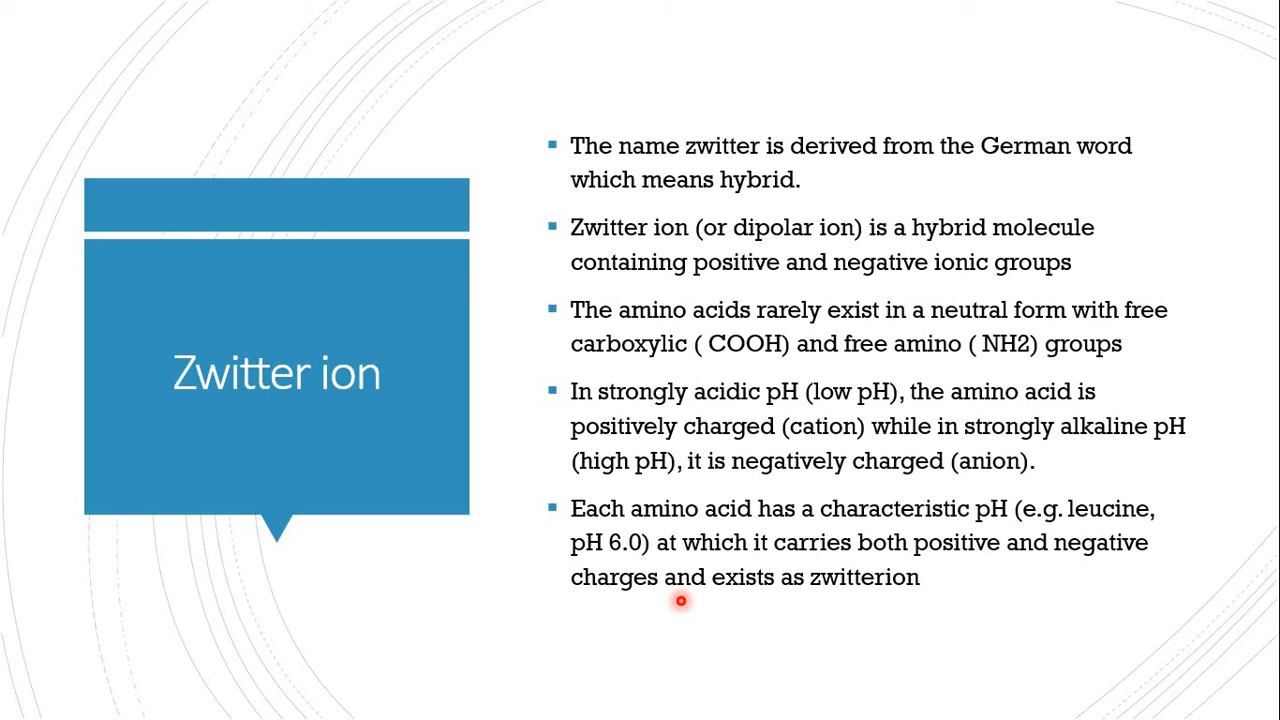 Zwitter ion
The name zwitter is derived from the German word
which means hybrid.
Zwitter ion (or dipolar ion) is a hybrid molecule
containing positive and negative ionic groups
The amino acids rarely exist in a neutral form with free
carboxylic ( COOH) and free amino ( NH2) groups
In strongly acidic pH (low pH), the amino acid is
positively charged (cation) while in strongly alkaline pH
(high pH), it is negatively charged (anion).
Each amino acid has a characteristic pH (e.g. leucine,
pH 6.0) at which it carries both positive and negative
charges and exists as zwitterion